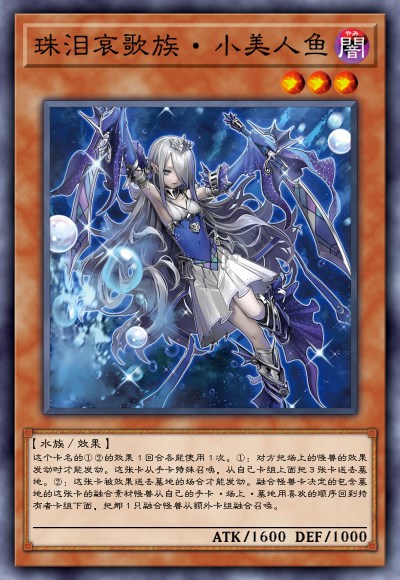 珠泪哀歌族・小美人鱼
闇
やみ
【水族／效果】
这个卡名的①②的效果1回合各能使用1次。①：对方把场上的怪兽的效果
发动时才能发动。这张卡从手卡特殊召唤，从自己卡组上面把3张卡送去墓
地。②：这张卡被效果送去墓地的场合才能发动。融合怪兽卡决定的包含墓
地的这张卡的融合素材怪兽从自己的手卡・场上・墓地用喜欢的顺序回到持
有者卡组下面，把那1只融合怪兽从额外卡组融合召唤。
ATK/1600 DEF/1000